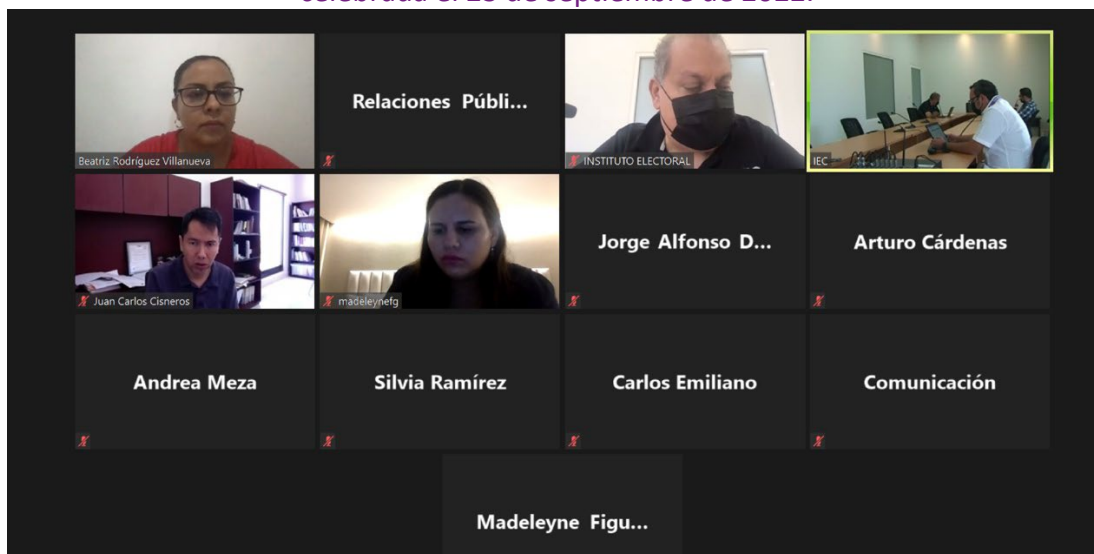 Beatriz Rodríguez Villanueva
Relaciones Públi...
INSTITUTO ELECTORAL
IEC
Juan Carlos Cisneros
madeleynefg
Jorge Alfonso D...
Arturo Cárdenas
Andrea Meza
Silvia Ramírez
Carlos Emiliano
Comunicación
Madeleyne Figu...